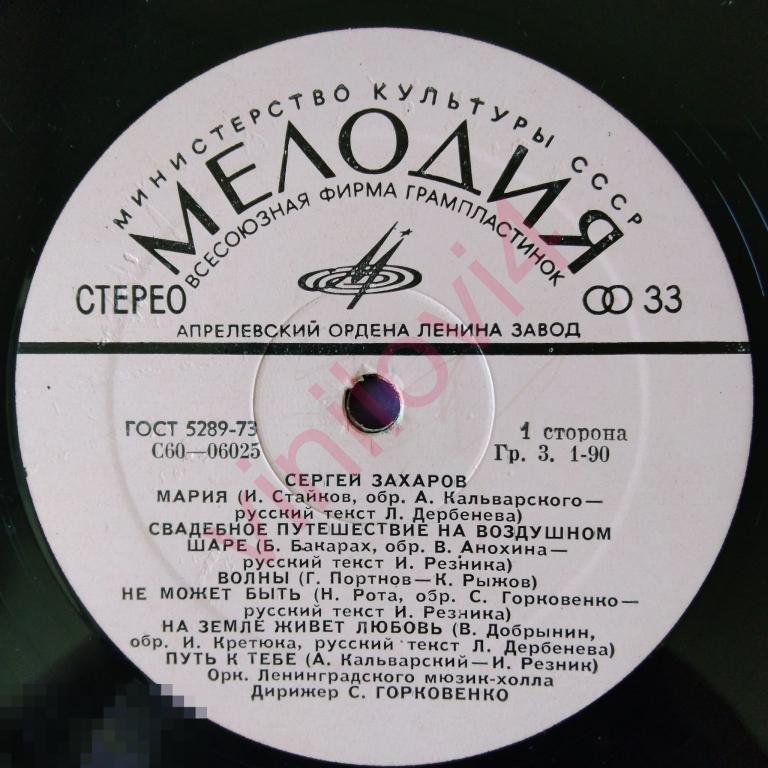 МИНИСТЕРСТВО КУЛЬТУРЫ СССР
МЕЛОДИЯ
ВСЕСОЮЗНАЯ ФИРМА ГРАМПЛАСТИНОК
СТЕРЕО
33
АПРЕЛЕВСКИЙ ОРДЕНА ЛЕНИНА ЗАВОД
ГОСТ 5289-73
С60—06025
1 сторона
Гр. 3. 1-90
СЕРГЕЙ ЗАХАРОВ
МАРИЯ (И. Стайков, обр. А. Кальварского—
русский текст Л. Дербенева)
СВАДЕБНОЕ ПУТЕШЕСТВИЕ НА ВОЗДУШНОМ
ШАРЕ (Б. Бакарах, обр. В. Анохина—
русский текст И. Резника)
ВОЛНЫ (Г. Портнов—К. Рыжов)
НЕ МОЖЕТ БЫТЬ (Н. Рота, обр. С. Горковенко—
русский текст И. Резника)
НА ЗЕМЛЕ ЖИВЕТ ЛЮБОВЬ (В. Добрынин,
обр. И. Кретюка, русский текст Л. Дербенева)
ПУТЬ К ТЕБЕ (А. Кальварский—И. Резник)
Орк. Ленинградского мюзик-холла
Дирижер С. ГОРКОВЕНКО
vinilovi4